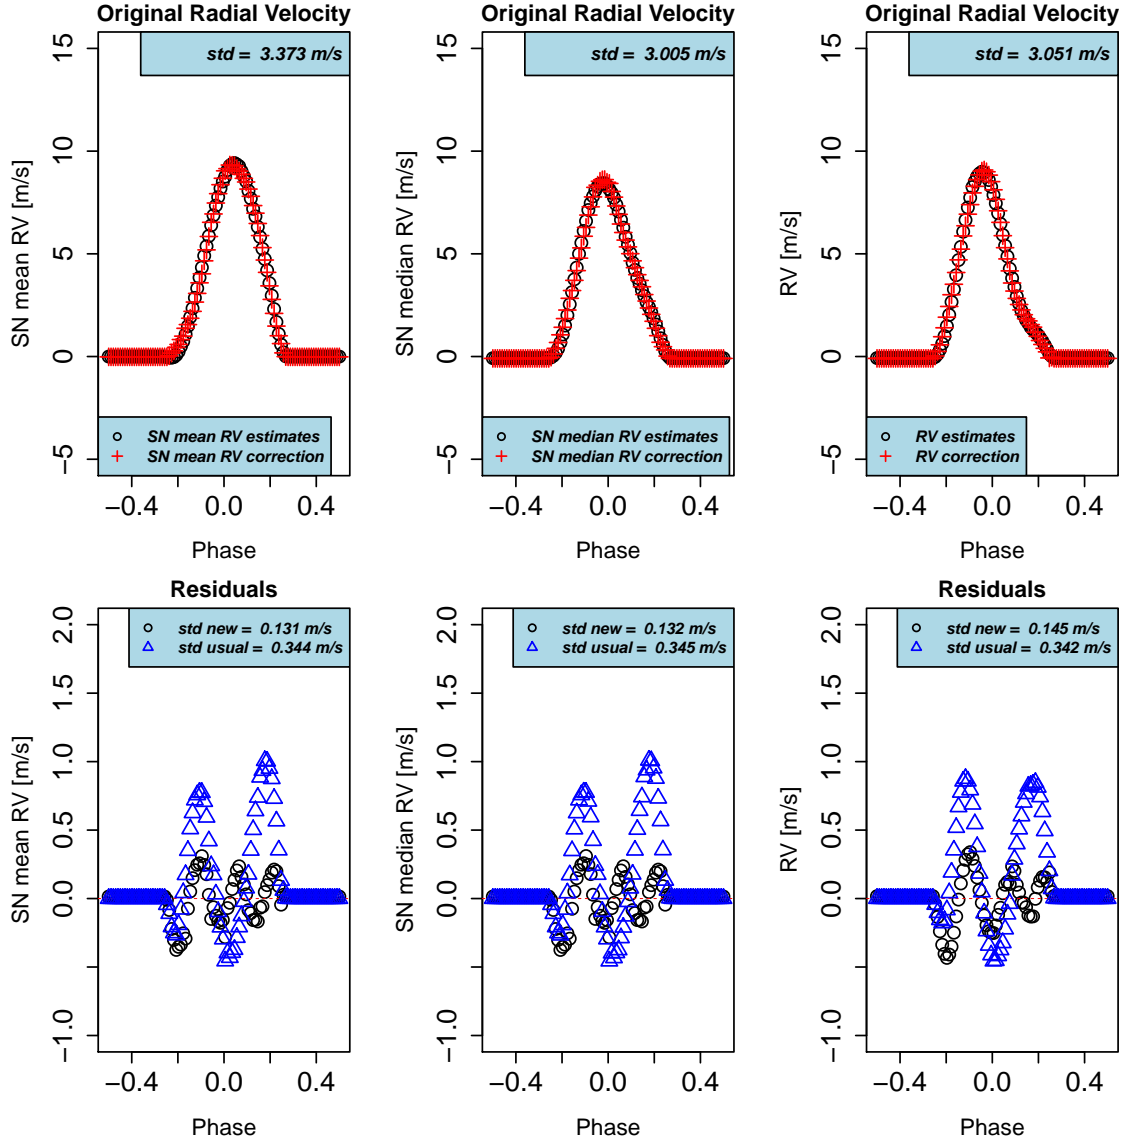 Original Radial Velocity
std = 3.373 m/s
SN mean RV [m/s]
15
10
5
0
−5
SN mean RV estimates
SN mean RV correction
−0.4
0.0
0.4
Phase
Original Radial Velocity
std = 3.005 m/s
SN median RV [m/s]
15
10
5
0
−5
SN median RV estimates
SN median RV correction
−0.4
0.0
0.4
Phase
Original Radial Velocity
std = 3.051 m/s
RV [m/s]
15
10
5
0
−5
RV estimates
RV correction
−0.4
0.0
0.4
Phase
Residuals
std new = 0.131 m/s
std usual = 0.344 m/s
SN mean RV [m/s]
2.0
1.5
1.0
0.5
0.0
−1.0
−0.4
0.0
0.4
Phase
std new = 0.132 m/s
std usual = 0.345 m/s
SN median RV [m/s]
2.0
1.5
1.0
0.5
0.0
−1.0
−0.4
0.0
0.4
Phase
Residuals
std new = 0.145 m/s
std usual = 0.342 m/s
RV [m/s]
2.0
1.5
1.0
0.5
0.0
−1.0
−0.4
0.0
0.4
Phase